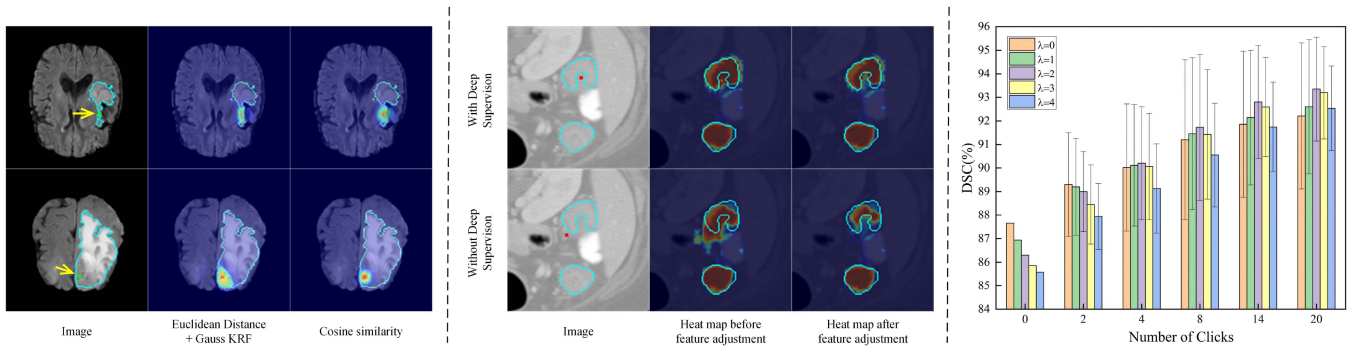 Image
Euclidean Distance
+ Gauss KRF
Cosine similarity
With Deep
Supervison
Without Deep
Supervison
Image
Heat map before
feature adjustment
Heat map after
feature adjustment
DSC(%)
96
95
94
93
92
91
90
89
88
87
86
85
84
λ=0
λ=1
λ=2
λ=3
λ=4
0 2 4 8 14 20
Number of Clicks